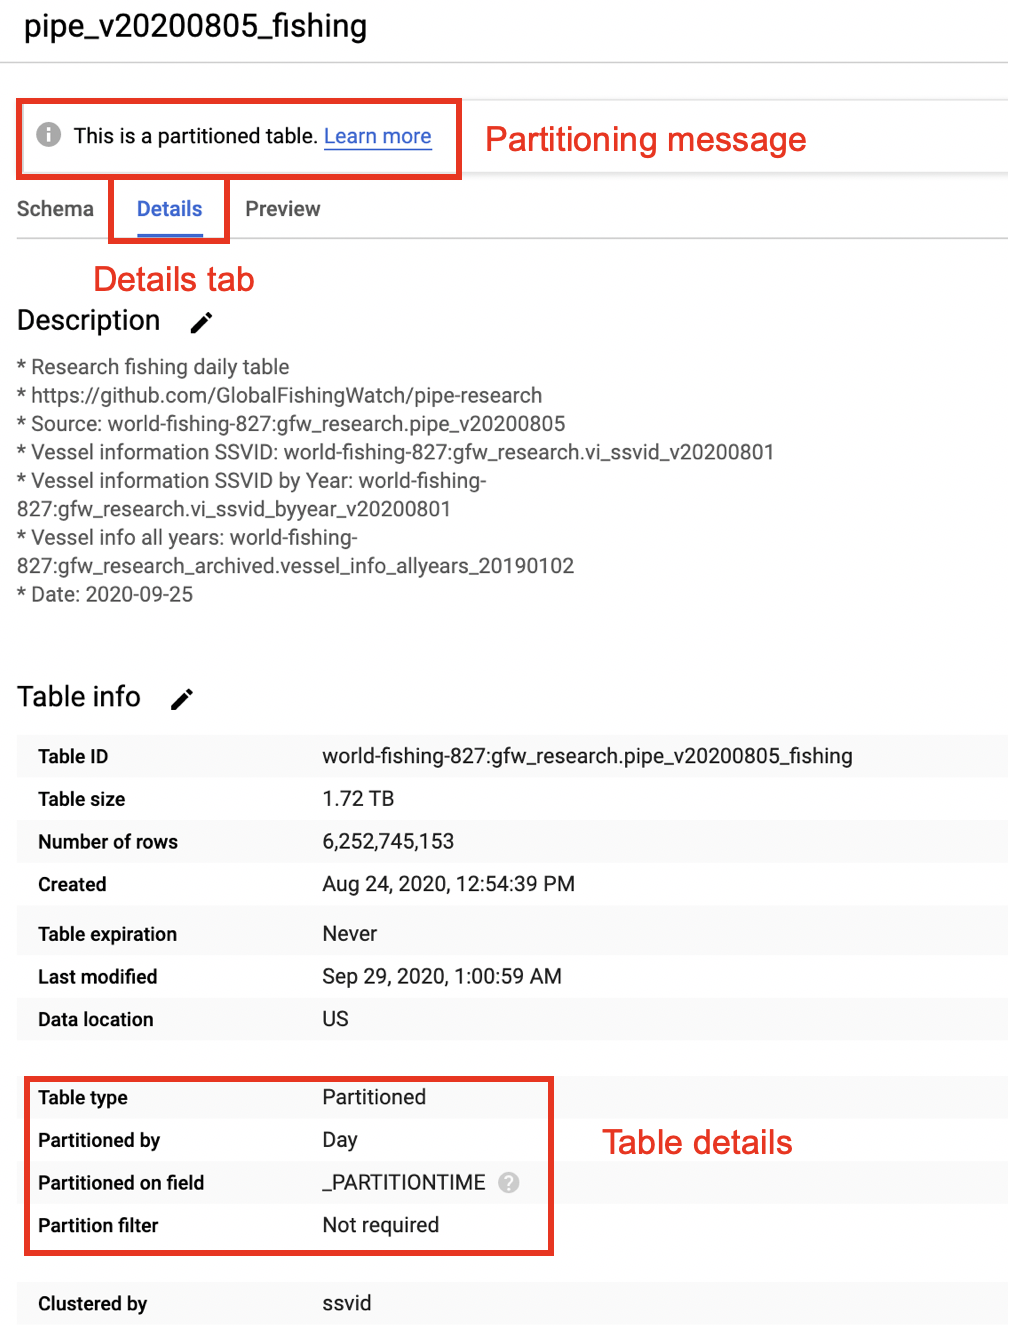 pipe_v20200805_fishing
This is a partitioned table. Learn more
Partitioning message
Schema Details Preview
Details tab
Description
* Research fishing daily table
* https://github.com/GlobalFishingWatch/pipe-research
* Source: world-fishing-827:gfw_research.pipe_v20200805
* Vessel information SSVID: world-fishing-827:gfw_research.vi_ssvid_v20200801
* Vessel information SSVID by Year: world-fishing-
827:gfw_research.vi_ssvid_byyear_v20200801
* Vessel info all years: world-fishing-
827:gfw_research_archived.vessel_info_allyears_20190102
* Date: 2020-09-25
Table info
Table ID world-fishing-827:gfw_research.pipe_v20200805_fishing
Table size 1.72 TB
Number of rows 6,252,745,153
Created Aug 24, 2020, 12:54:39 PM
Table expiration Never
Last modified Sep 29, 2020, 1:00:59 AM
Data location US
Table type Partitioned
Partitioned by Day
Table details
Partitioned on field _PARTITIONTIME ?
Partition filter Not required
Clustered by ssvid